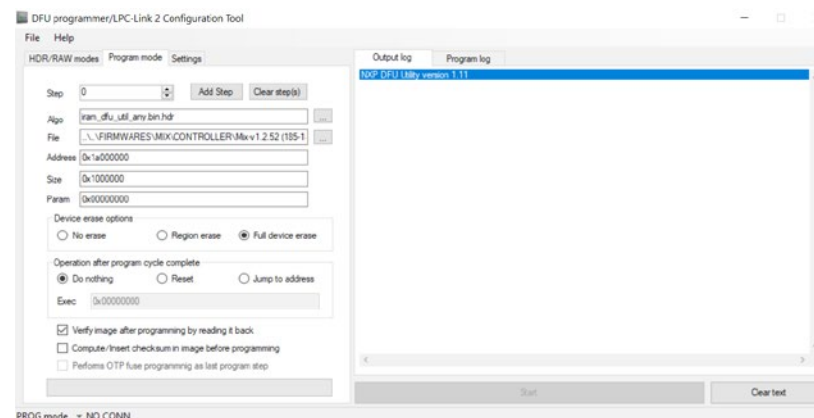 DFU programmer/LPC-Link 2 Configuration Tool
File Help
HDR/RAW modes Program mode Settings
Output log Program log
NXP DFU Utility version 1.11
Step 0 Add Step Clear step(s)
Algo iram_dfu_util_any.bin.hdr ...
File ..\..\FIRMWARES\MIX\CONTROLLER\Mix-v1.2.52 (185-1 ...
Address 0x1a000000
Size 0x1000000
Param 0x00000000
Device erase options
No erase Region erase Full device erase
Operation after program cycle complete
Do nothing Reset Jump to address
Exec 0x00000000
Verify image after programming by reading it back
Compute/Insert checksum in image before programming
Performs OTP fuse programmnig as last program step
Start Clear text
PROG mode NO CONN